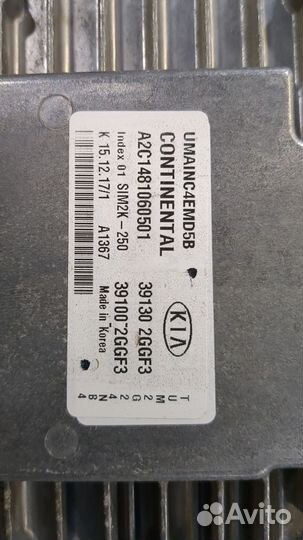 UMAINC4EMD5B
CONTINENTAL
A2C1481060501
Index 01 SIM2K-250
K 15.12.17/1 A1367
KIA
39130 2GGF3
39100-2GGF3
Made in Korea
Avito